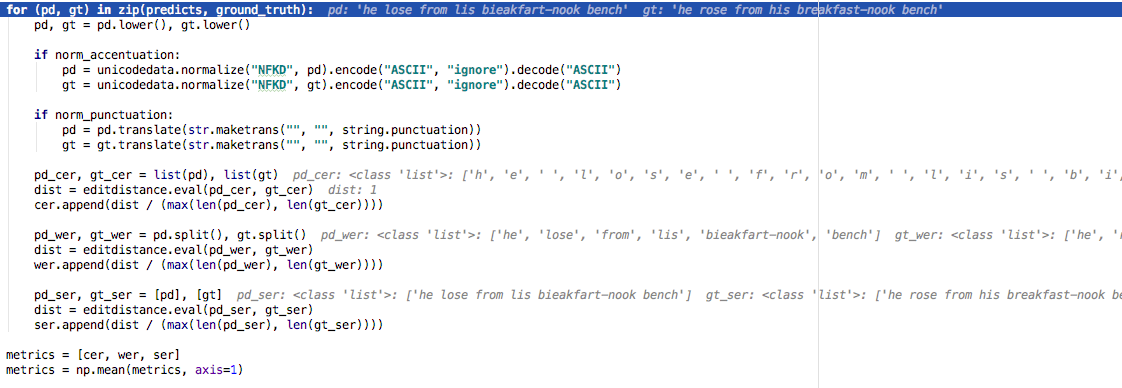 for (pd, gt) in zip(predicts, ground_truth):  pd: 'he lose from lis bieakfart-nook bench'  gt: 'he rose from his breakfast-nook bench'
    pd, gt = pd.lower(), gt.lower()

    if norm_accentuation:
        pd = unicodedata.normalize("NFKD", pd).encode("ASCII", "ignore").decode("ASCII")
        gt = unicodedata.normalize("NFKD", gt).encode("ASCII", "ignore").decode("ASCII")

    if norm_punctuation:
        pd = pd.translate(str.maketrans("", "", string.punctuation))
        gt = gt.translate(str.maketrans("", "", string.punctuation))

    pd_cer, gt_cer = list(pd), list(gt)  pd_cer: <class 'list'>: ['h', 'e', ' ', 'l', 'o', 's', 'e', ' ', 'f', 'r', 'o', 'm', ' ', 'l', 'i', 's', ' ', 'b', 'i',
    dist = editdistance.eval(pd_cer, gt_cer)  dist: 1
    cer.append(dist / (max(len(pd_cer), len(gt_cer))))

    pd_wer, gt_wer = pd.split(), gt.split()  pd_wer: <class 'list'>: ['he', 'lose', 'from', 'lis', 'bieakfart-nook', 'bench']  gt_wer: <class 'list'>: ['he', 'r
    dist = editdistance.eval(pd_wer, gt_wer)
    wer.append(dist / (max(len(pd_wer), len(gt_wer))))

    pd_ser, gt_ser = [pd], [gt]  pd_ser: <class 'list'>: ['he lose from lis bieakfart-nook bench']  gt_ser: <class 'list'>: ['he rose from his breakfast-nook be
    dist = editdistance.eval(pd_ser, gt_ser)
    ser.append(dist / (max(len(pd_ser), len(gt_ser))))

metrics = [cer, wer, ser]
metrics = np.mean(metrics, axis=1)